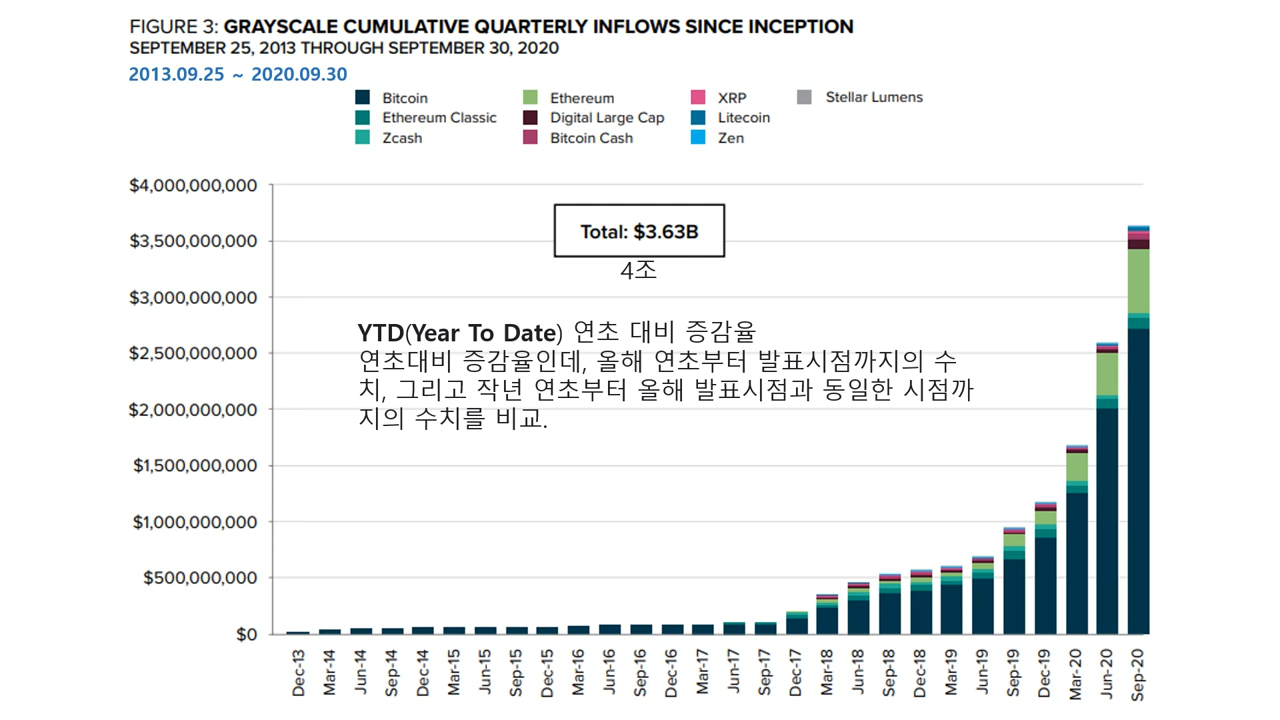 FIGURE 3: GRAYSCALE CUMULATIVE QUARTERLY INFLOWS SINCE INCEPTION
SEPTEMBER 25, 2013 THROUGH SEPTEMBER 30, 2020
2013.09.25 ~ 2020.09.30
Bitcoin
Ethereum
XRP
Stellar Lumens
Ethereum Classic
Digital Large Cap
Litecoin
Zcash
Bitcoin Cash
Zen
$4,000,000,000
$3,500,000,000
$3,000,000,000
$2,500,000,000
$2,000,000,000
$1,500,000,000
$1,000,000,000
$500,000,000
$0
Total: $3.63B
4조
YTD(Year To Date) 연초 대비 증감율
연초대비 증감율인데, 올해 연초부터 발표시점까지의 수
치, 그리고 작년 연초부터 올해 발표시점과 동일한 시점까
지의 수치를 비교.
Dec-13
Mar-14
Jun-14
Sep-14
Dec-14
Mar-15
Jun-15
Sep-15
Dec-15
Mar-16
Jun-16
Sep-16
Dec-16
Mar-17
Jun-17
Sep-17
Dec-17
Mar-18
Jun-18
Sep-18
Dec-18
Mar-19
Jun-19
Sep-19
Dec-19
Mar-20
Jun-20
Sep-20